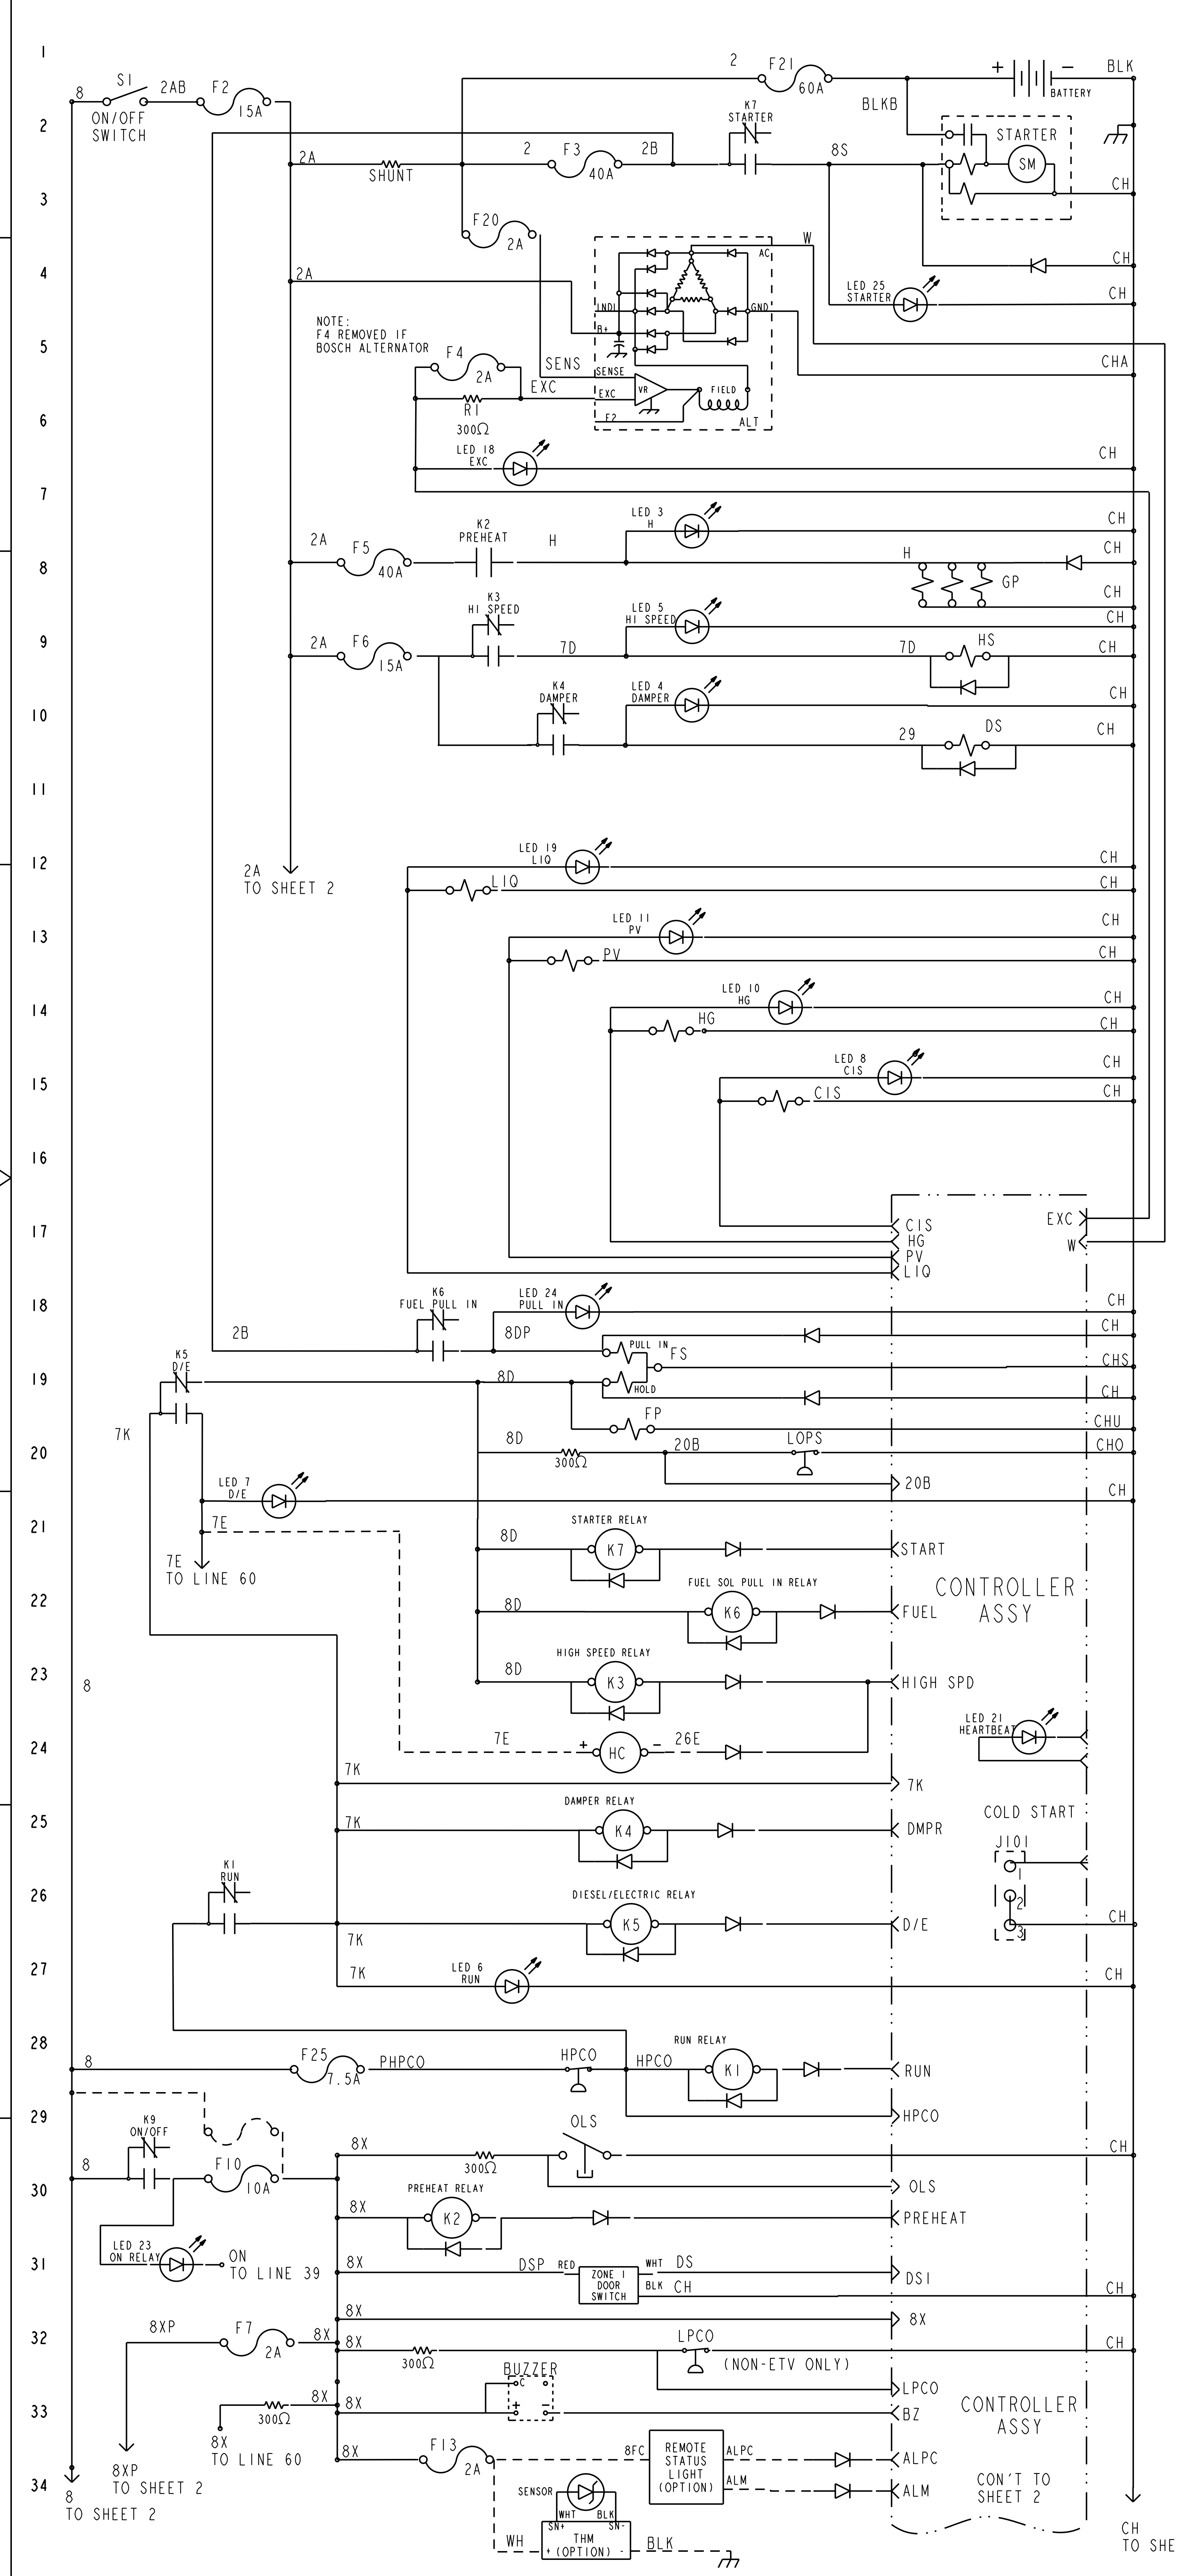 1
2
F21
60A
+
−
BLK
BATTERY
8
S1
2AB
F2
15A
ON/OFF
SWITCH
BLKB
2
K7
STARTER
STARTER
2A
SHUNT
2
F3
40A
2B
8S
SM
3
CH
F20
2A
W
AC
4
2A
CH
LED 25
STARTER
CH
INDL
GND
B+
NOTE:
F4 REMOVED IF
BOSCH ALTERNATOR
5
F4
2A
SENS
SENSE
CHA
EXC
EXC
VR
FIELD
F2
ALT
R1
300Ω
6
LED 18
EXC
CH
7
LED 3
H
CH
2A
F5
40A
K2
PREHEAT
H
H
CH
8
GP
CH
K3
HI SPEED
LED 5
HI SPEED
CH
9
2A
F6
15A
7D
7D
HS
CH
K4
DAMPER
LED 4
DAMPER
CH
10
29
DS
CH
11
12
2A
TO SHEET 2
LED 19
LIQ
CH
LIQ
CH
13
LED 11
PV
CH
PV
CH
14
LED 10
HG
CH
HG
CH
15
LED 8
CIS
CH
CIS
CH
16
17
CIS
HG
PV
LIQ
EXC
W
18
K6
FUEL PULL IN
LED 24
PULL IN
CH
2B
8DP
PULL IN
FS
CH
CHS
19
K5
D/E
8D
HOLD
CH
7K
FP
CHU
20
8D
300Ω
20B
LOPS
CHO
20B
LED 7
D/E
CH
21
7E
7E
TO LINE 60
STARTER RELAY
8D
K7
START
CONTROLLER
ASSY
22
FUEL SOL PULL IN RELAY
8D
K6
FUEL
23
8
HIGH SPEED RELAY
8D
K3
HIGH SPD
LED 21
HEARTBEAT
24
7E
+
HC
−
26E
7K
7K
25
DAMPER RELAY
7K
K4
DMPR
COLD START
J101
1
2
3
26
K1
RUN
DIESEL/ELECTRIC RELAY
K5
D/E
CH
7K
27
7K
LED 6
RUN
CH
28
8
F25
7.5A
PHPCO
HPCO
HPCO
RUN RELAY
K1
RUN
29
HPCO
K9
ON/OFF
8
F10
10A
8X
300Ω
OLS
CH
30
OLS
PREHEAT RELAY
8X
K2
PREHEAT
31
LED 23
ON RELAY
ON
TO LINE 39
8X
DSP
RED
ZONE 1
DOOR
SWITCH
WHT
DS
BLK
CH
DS1
CH
8X
8X
32
8XP
F7
2A
8X
8X
300Ω
LPCO
(NON-ETV ONLY)
CH
LPCO
33
300Ω
8X
8X
BUZZER
C
+
−
BZ
CONTROLLER
ASSY
8X
TO LINE 60
8X
F13
2A
8FC
REMOTE
STATUS
LIGHT
(OPTION)
ALPC
ALPC
ALM
ALM
CON'T TO
SHEET 2
34
8
TO SHEET 2
8XP
TO SHEET 2
SENSOR
WHT
BLK
SN+
SN-
WH
THM
+ (OPTION) -
BLK
CH
TO SHE